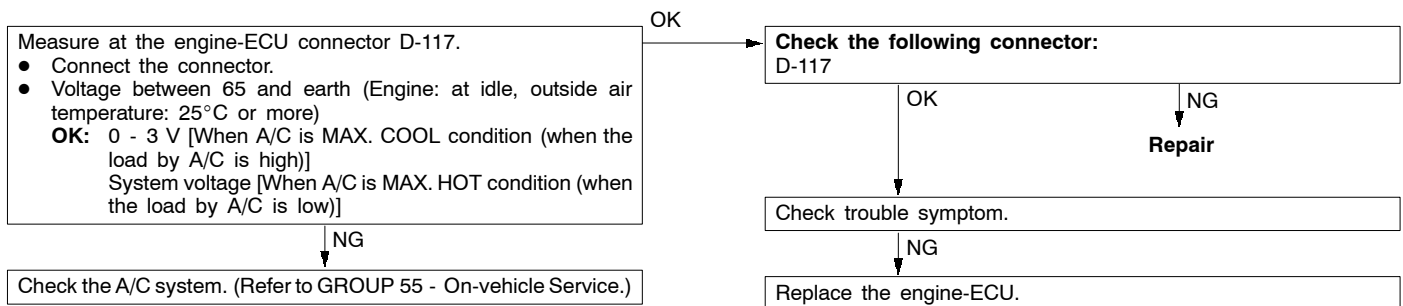 Measure at the engine-ECU connector D-117.
● Connect the connector.
● Voltage between 65 and earth (Engine: at idle, outside air
temperature: 25°C or more)
OK: 0 - 3 V [When A/C is MAX. COOL condition (when the
load by A/C is high)]
System voltage [When A/C is MAX. HOT condition (when
the load by A/C is low)]
NG
Check the A/C system. (Refer to GROUP 55 - On-vehicle Service.)
OK
Check the following connector:
D-117
OK
NG
Repair
Check trouble symptom.
NG
Replace the engine-ECU.